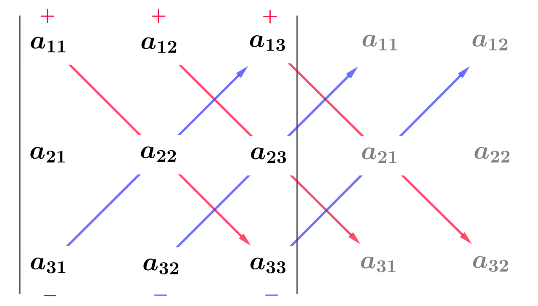 + + +
a₁₁ a₁₂ a₁₃ a₁₁ a₁₂
a₂₁ a₂₂ a₂₃ a₂₁ a₂₂
a₃₁ a₃₂ a₃₃ a₃₁ a₃₂
− − −